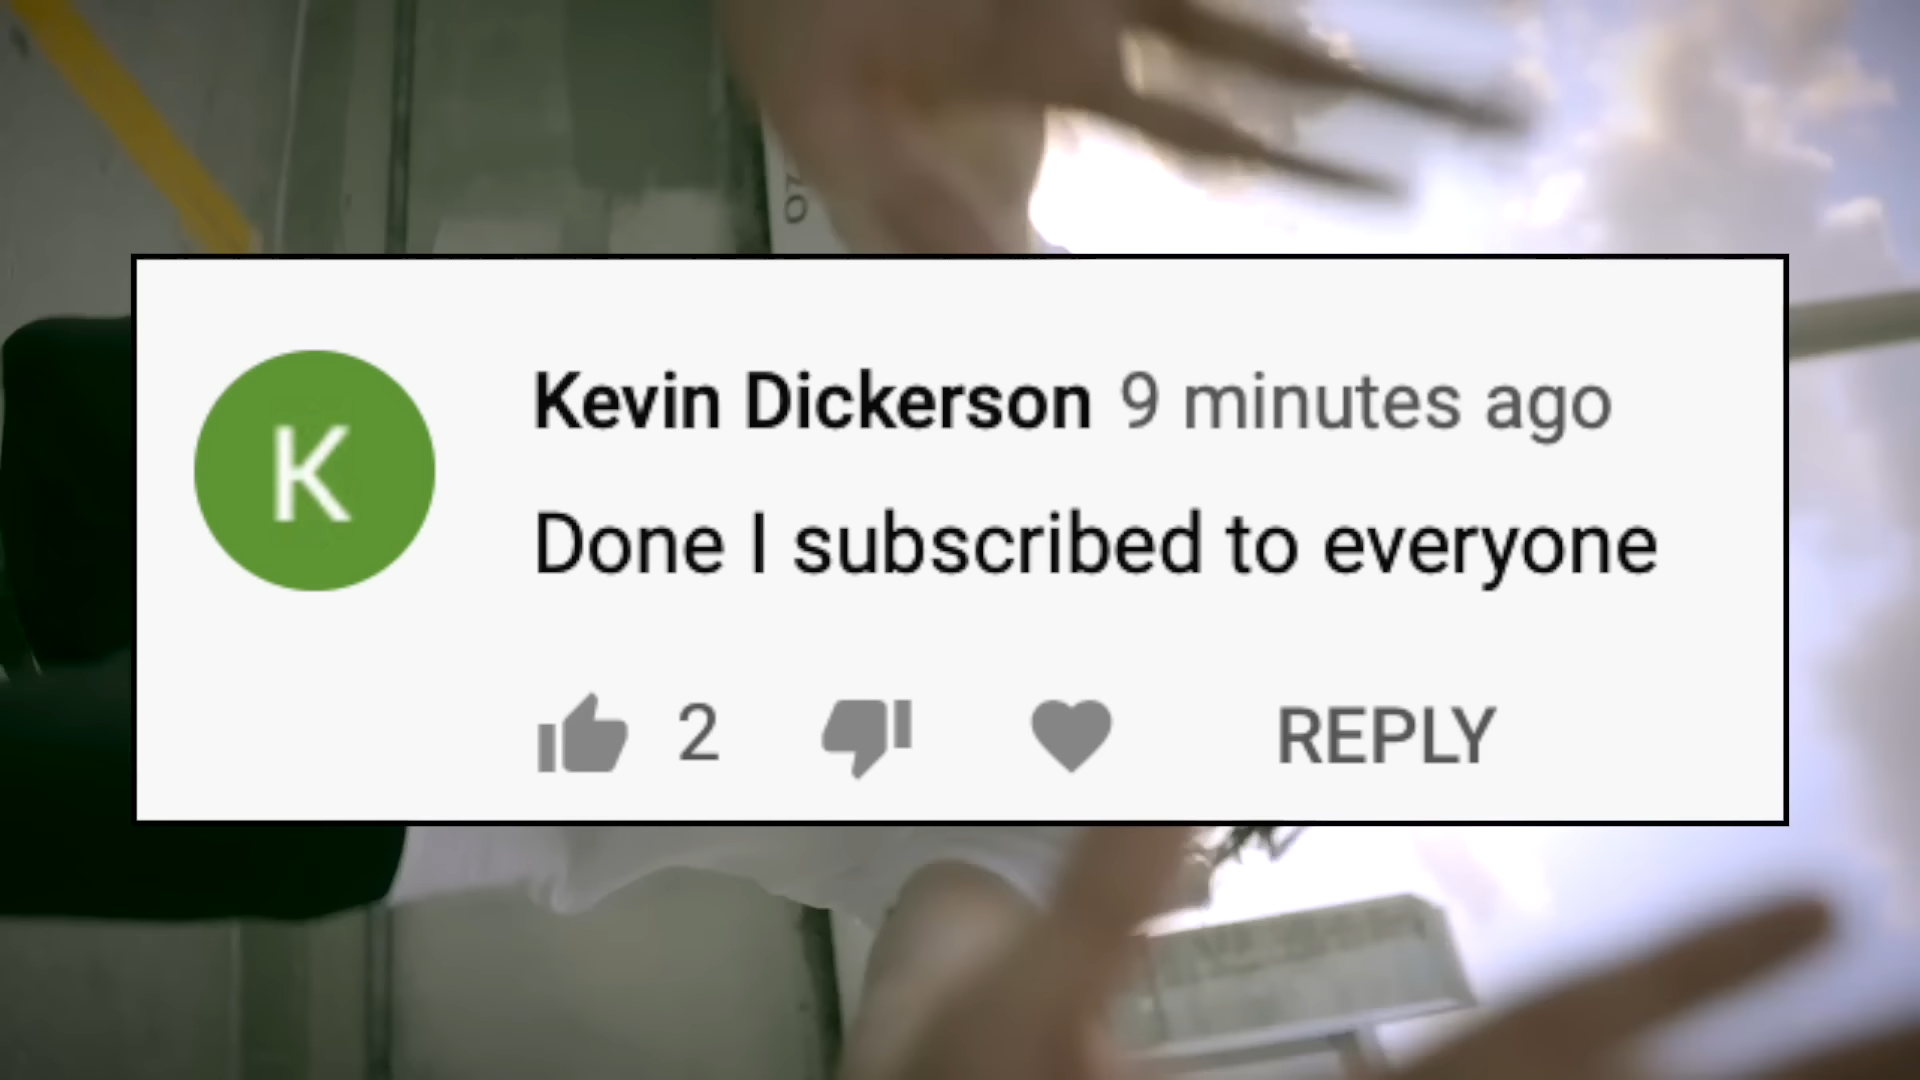 K
Kevin Dickerson 9 minutes ago
Done I subscribed to everyone
2
REPLY